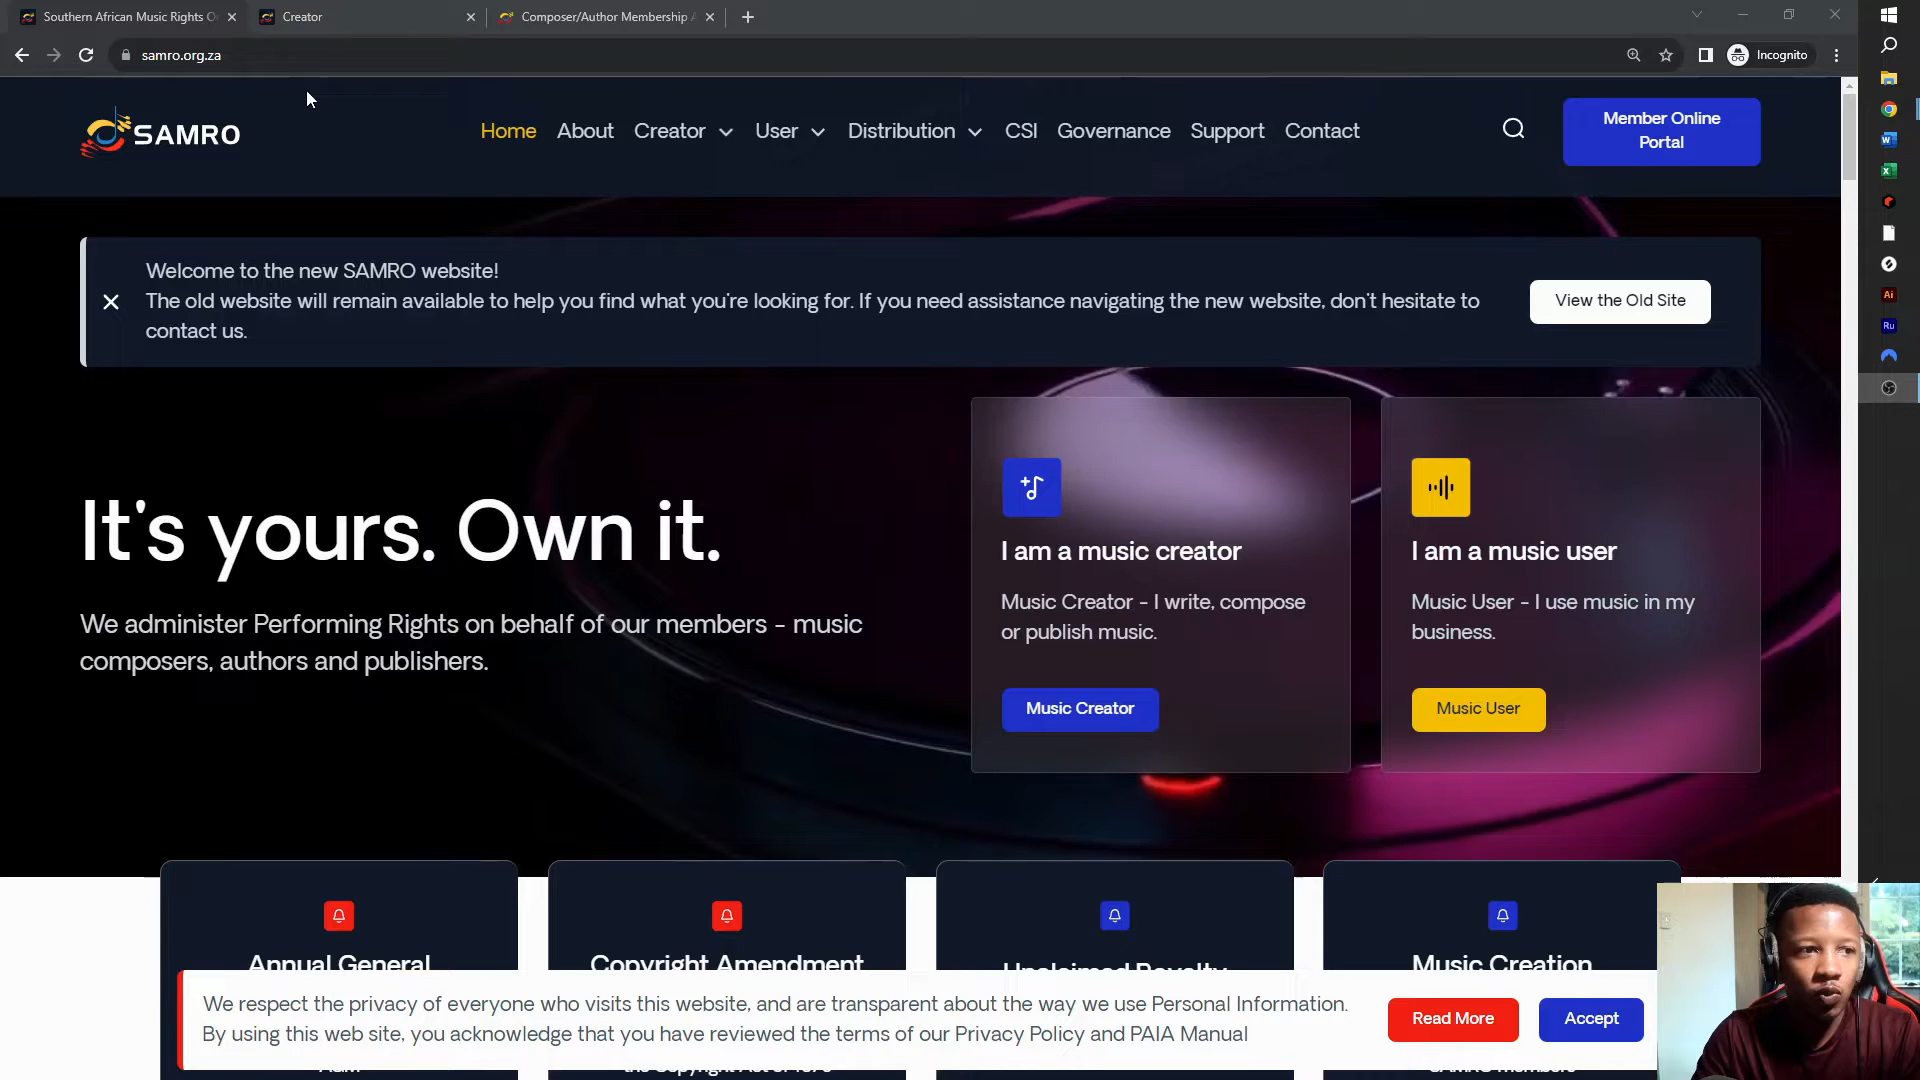 Southern African Music Rights O
Creator
Composer/Author Membership
samro.org.za
Incognito
SAMRO
Home
About
Creator
User
Distribution
CSI
Governance
Support
Contact
Member Online
Portal
Welcome to the new SAMRO website!
The old website will remain available to help you find what you're looking for. If you need assistance navigating the new website, don't hesitate to
contact us.
View the Old Site
It's yours. Own it.
We administer Performing Rights on behalf of our members - music
composers, authors and publishers.
I am a music creator
Music Creator - I write, compose
or publish music.
Music Creator
I am a music user
Music User - I use music in my
business.
Music User
Annual General
Copyright Amendment
Unclaimed Royalty
Music Creation
We respect the privacy of everyone who visits this website, and are transparent about the way we use Personal Information.
By using this web site, you acknowledge that you have reviewed the terms of our Privacy Policy and PAIA Manual
Read More
Accept
Ai
Ru